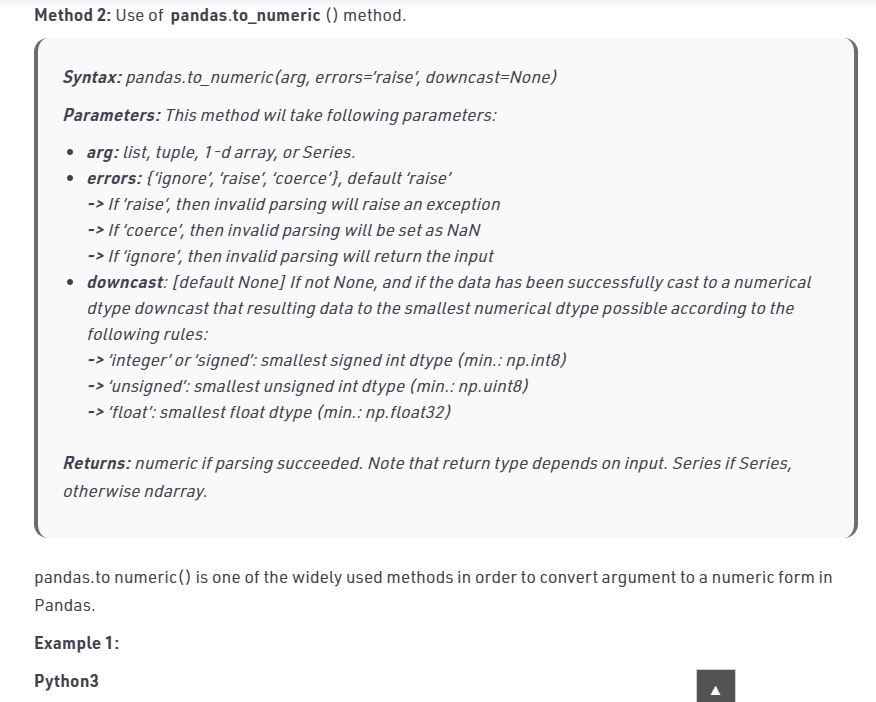 Method 2: Use of pandas.to_numeric () method.
Syntax: pandas.to_numeric(arg, errors=’raise’, downcast=None)
Parameters: This method wil take following parameters:
• arg: list, tuple, 1-d array, or Series.
• errors: {‘ignore’, ‘raise’, ‘coerce’}, default ‘raise’
-> If ‘raise’, then invalid parsing will raise an exception
-> If ‘coerce’, then invalid parsing will be set as NaN
-> If ‘ignore’, then invalid parsing will return the input
• downcast: [default None] If not None, and if the data has been successfully cast to a numerical
dtype downcast that resulting data to the smallest numerical dtype possible according to the
following rules:
-> ‘integer’ or ‘signed’: smallest signed int dtype (min.: np.int8)
-> ‘unsigned’: smallest unsigned int dtype (min.: np.uint8)
-> ‘float’: smallest float dtype (min.: np.float32)
Returns: numeric if parsing succeeded. Note that return type depends on input. Series if Series,
otherwise ndarray.
pandas.to numeric() is one of the widely used methods in order to convert argument to a numeric form in
Pandas.
Example 1:
Python3